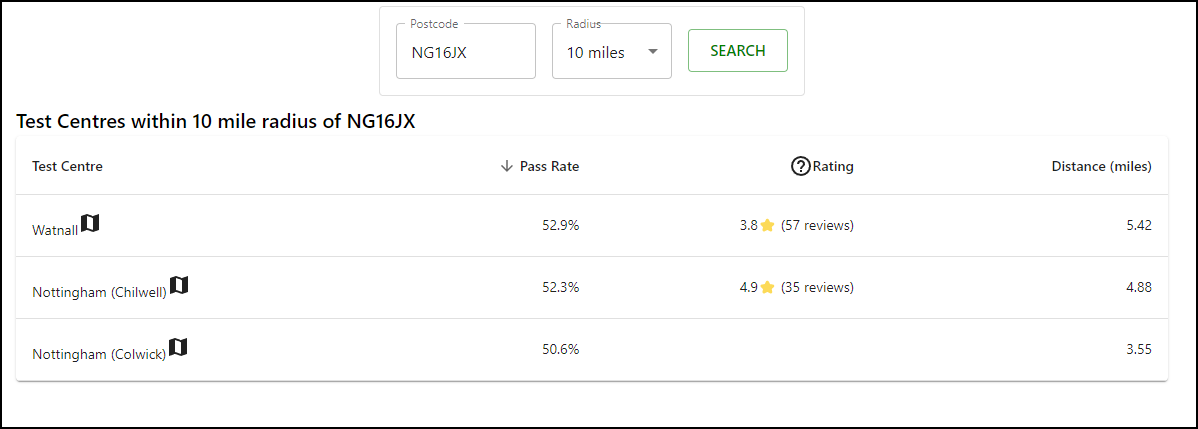 Postcode Radius
NG16JX 10 miles SEARCH
Test Centres within 10 mile radius of NG16JX
Test Centre Pass Rate Rating Distance (miles)
Watnall 52.9% 3.8 (57 reviews) 5.42
Nottingham (Chilwell) 52.3% 4.9 (35 reviews) 4.88
Nottingham (Colwick) 50.6% 3.55